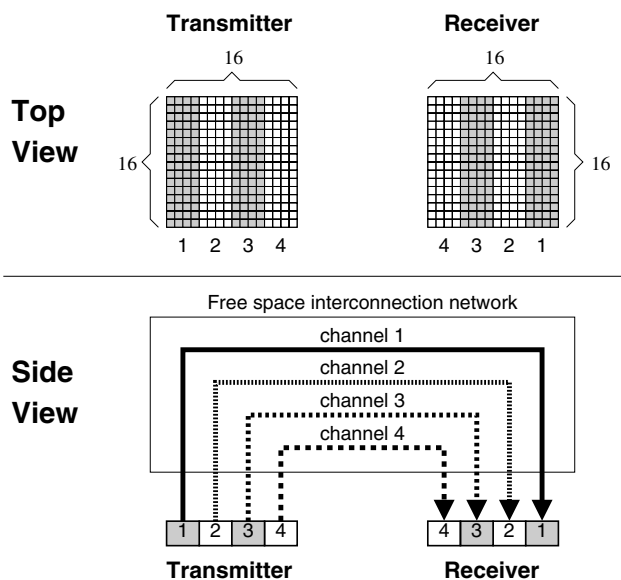 Transmitter Receiver
16 16
Top
View
16 16
1 2 3 4 4 3 2 1
Free space interconnection network
channel 1
channel 2
channel 3
channel 4
Side
View
1 2 3 4 4 3 2 1
Transmitter Receiver